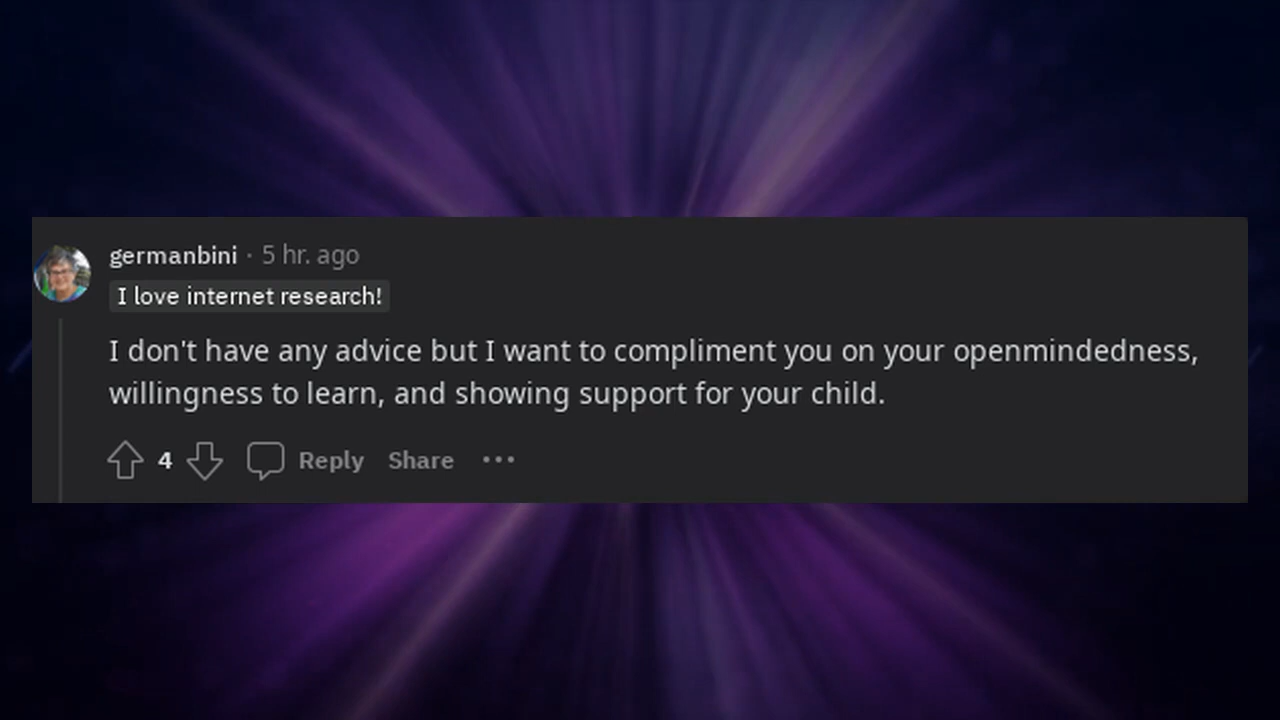 germanbini · 5 hr. ago
I love internet research!
I don't have any advice but I want to compliment you on your openmindedness,
willingness to learn, and showing support for your child.
4 Reply Share ···